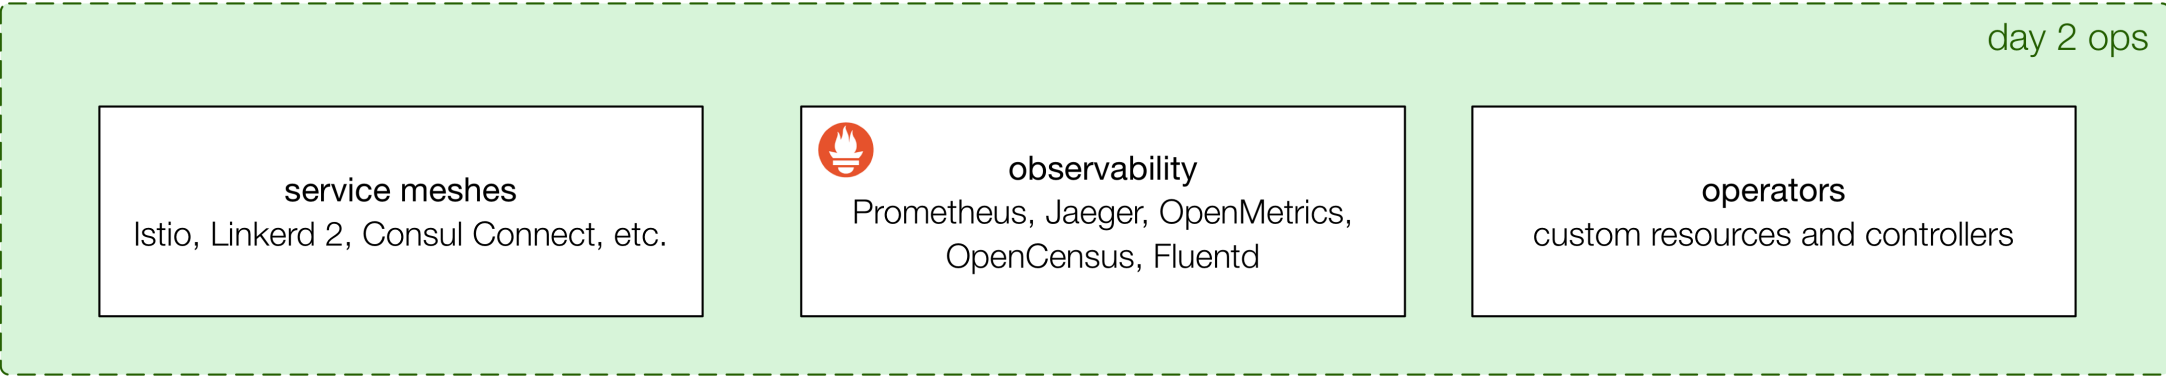 day 2 ops
service meshes
Istio, Linkerd 2, Consul Connect, etc.
observability
Prometheus, Jaeger, OpenMetrics,
OpenCensus, Fluentd
operators
custom resources and controllers